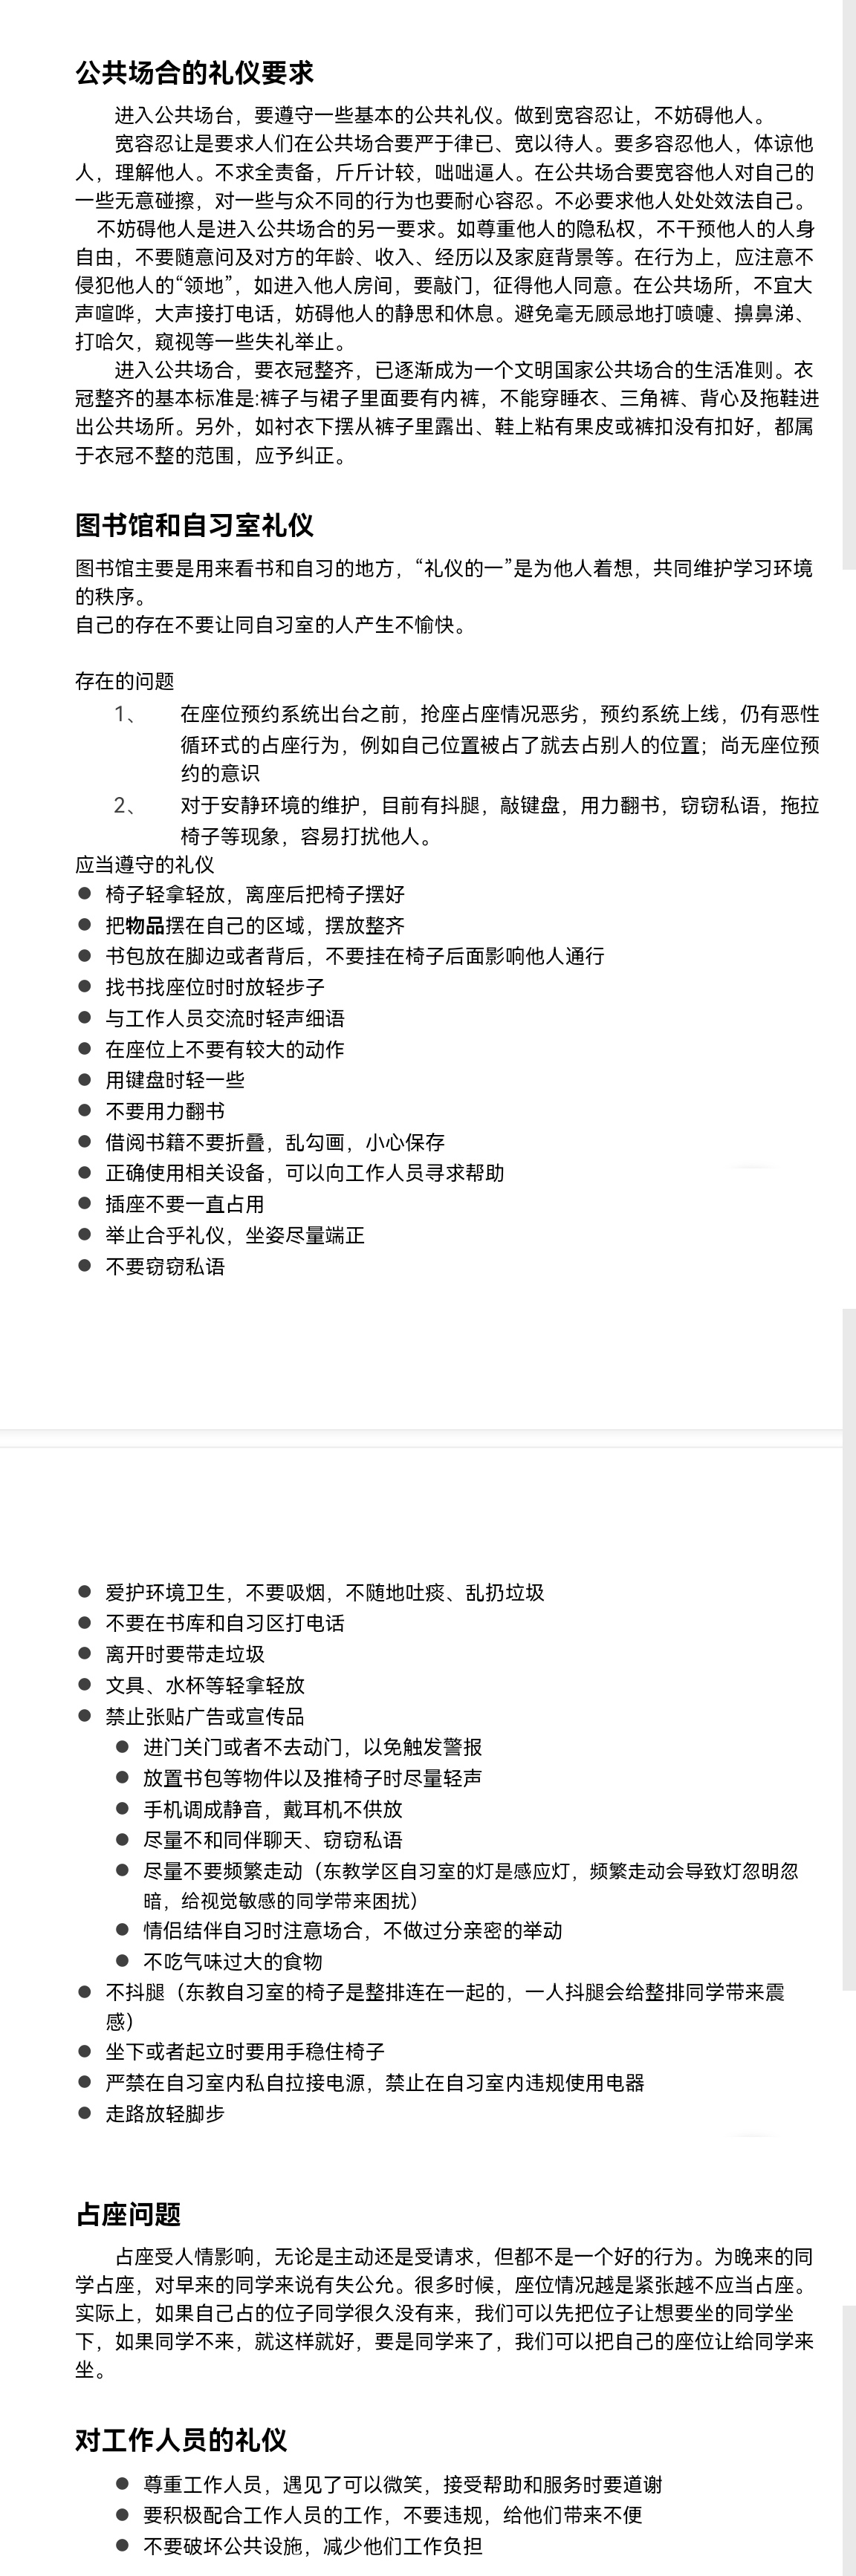 公共场合的礼仪要求
进入公共场台，要遵守一些基本的公共礼仪。做到宽容忍让，不妨碍他人。
宽容忍让是要求人们在公共场合要严于律已、宽以待人。要多容忍他人，体谅他
人，理解他人。不求全责备，斤斤计较，咄咄逼人。在公共场合要宽容他人对自己的
一些无意碰擦，对一些与众不同的行为也要耐心容忍。不必要求他人处处效法自己。
不妨碍他人是进入公共场合的另一要求。如尊重他人的隐私权，不干预他人的人身
自由，不要随意问及对方的年龄、收入、经历以及家庭背景等。在行为上，应注意不
侵犯他人的“领地”，如进入他人房间，要敲门，征得他人同意。在公共场所，不宜大
声喧哗，大声接打电话，妨碍他人的静思和休息。避免毫无顾忌地打喷嚏、擤鼻涕、
打哈欠，窥视等一些失礼举止。
进入公共场合，要衣冠整齐，已逐渐成为一个文明国家公共场合的生活准则。衣
冠整齐的基本标准是:裤子与裙子里面要有内裤，不能穿睡衣、三角裤、背心及拖鞋进
出公共场所。另外，如衬衣下摆从裤子里露出、鞋上粘有果皮或裤扣没有扣好，都属
于衣冠不整的范围，应予纠正。
图书馆和自习室礼仪
图书馆主要是用来看书和自习的地方，“礼仪的一”是为他人着想，共同维护学习环境
的秩序。
自己的存在不要让同自习室的人产生不愉快。
存在的问题
1、 在座位预约系统出台之前，抢座占座情况恶劣，预约系统上线，仍有恶性
循环式的占座行为，例如自己位置被占了就去占别人的位置；尚无座位预
约的意识
2、 对于安静环境的维护，目前有抖腿，敲键盘，用力翻书，窃窃私语，拖拉
椅子等现象，容易打扰他人。
应当遵守的礼仪
● 椅子轻拿轻放，离座后把椅子摆好
● 把物品摆在自己的区域，摆放整齐
● 书包放在脚边或者背后，不要挂在椅子后面影响他人通行
● 找书找座位时时放轻步子
● 与工作人员交流时轻声细语
● 在座位上不要有较大的动作
● 用键盘时轻一些
● 不要用力翻书
● 借阅书籍不要折叠，乱勾画，小心保存
● 正确使用相关设备，可以向工作人员寻求帮助
● 插座不要一直占用
● 举止合乎礼仪，坐姿尽量端正
● 不要窃窃私语
● 爱护环境卫生，不要吸烟，不随地吐痰、乱扔垃圾
● 不要在书库和自习区打电话
● 离开时要带走垃圾
● 文具、水杯等轻拿轻放
● 禁止张贴广告或宣传品
● 进门关门或者不去动门，以免触发警报
● 放置书包等物件以及推椅子时尽量轻声
● 手机调成静音，戴耳机不供放
● 尽量不和同伴聊天、窃窃私语
● 尽量不要频繁走动（东教学区自习室的灯是感应灯，频繁走动会导致灯忽明忽
暗，给视觉敏感的同学带来困扰）
● 情侣结伴自习时注意场合，不做过分亲密的举动
● 不吃气味过大的食物
● 不抖腿（东教自习室的椅子是整排连在一起的，一人抖腿会给整排同学带来震
感）
● 坐下或者起立时要用手稳住椅子
● 严禁在自习室内私自拉接电源，禁止在自习室内违规使用电器
● 走路放轻脚步
占座问题
占座受人情影响，无论是主动还是受请求，但都不是一个好的行为。为晚来的同
学占座，对早来的同学来说有失公允。很多时候，座位情况越是紧张越不应当占座。
实际上，如果自己占的位子同学很久没有来，我们可以先把位子让想要坐的同学坐
下，如果同学不来，就这样就好，要是同学来了，我们可以把自己的座位让给同学来
坐。
对工作人员的礼仪
● 尊重工作人员，遇见了可以微笑，接受帮助和服务时要道谢
● 要积极配合工作人员的工作，不要违规，给他们带来不便
● 不要破坏公共设施，减少他们工作负担